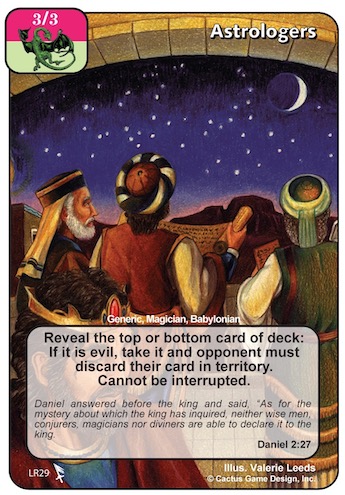 3/3
Astrologers
Generic, Magician, Babylonian
Reveal the top or bottom card of deck:
If it is evil, take it and opponent must
discard their card in territory.
Cannot be interrupted.
Daniel answered before the king and said, "As for the
mystery about which the king has inquired, neither wise men,
conjurers, magicians nor diviners are able to declare it to the
king.
Daniel 2:27
LR29
Illus. Valerie Leeds
© Cactus Game Design, Inc.